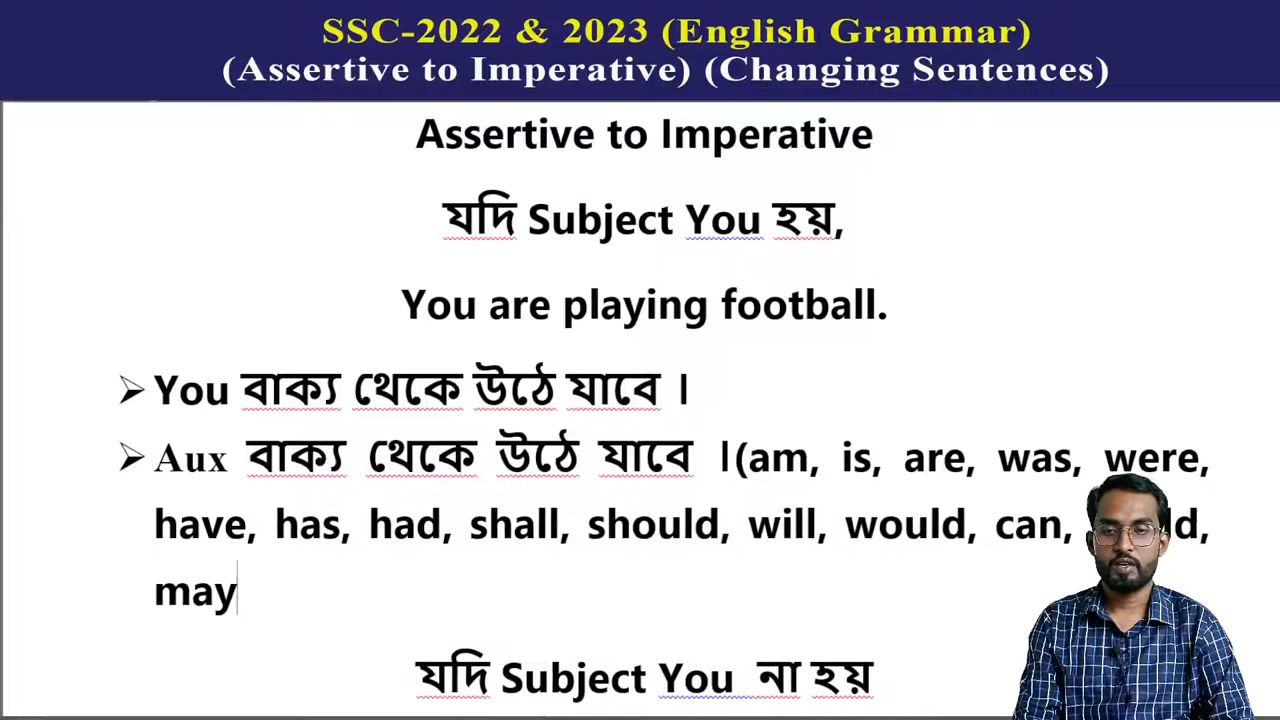 SSC-2022 & 2023 (English Grammar)
(Assertive to Imperative) (Changing Sentences)
Assertive to Imperative
যদি Subject You হয়,
You are playing football.
➢ You বাক্য থেকে উঠে যাবে ।
➢ Aux বাক্য থেকে উঠে যাবে ।(am, is, are, was, were,
have, has, had, shall, should, will, would, can,
may
যদি Subject You না হয়